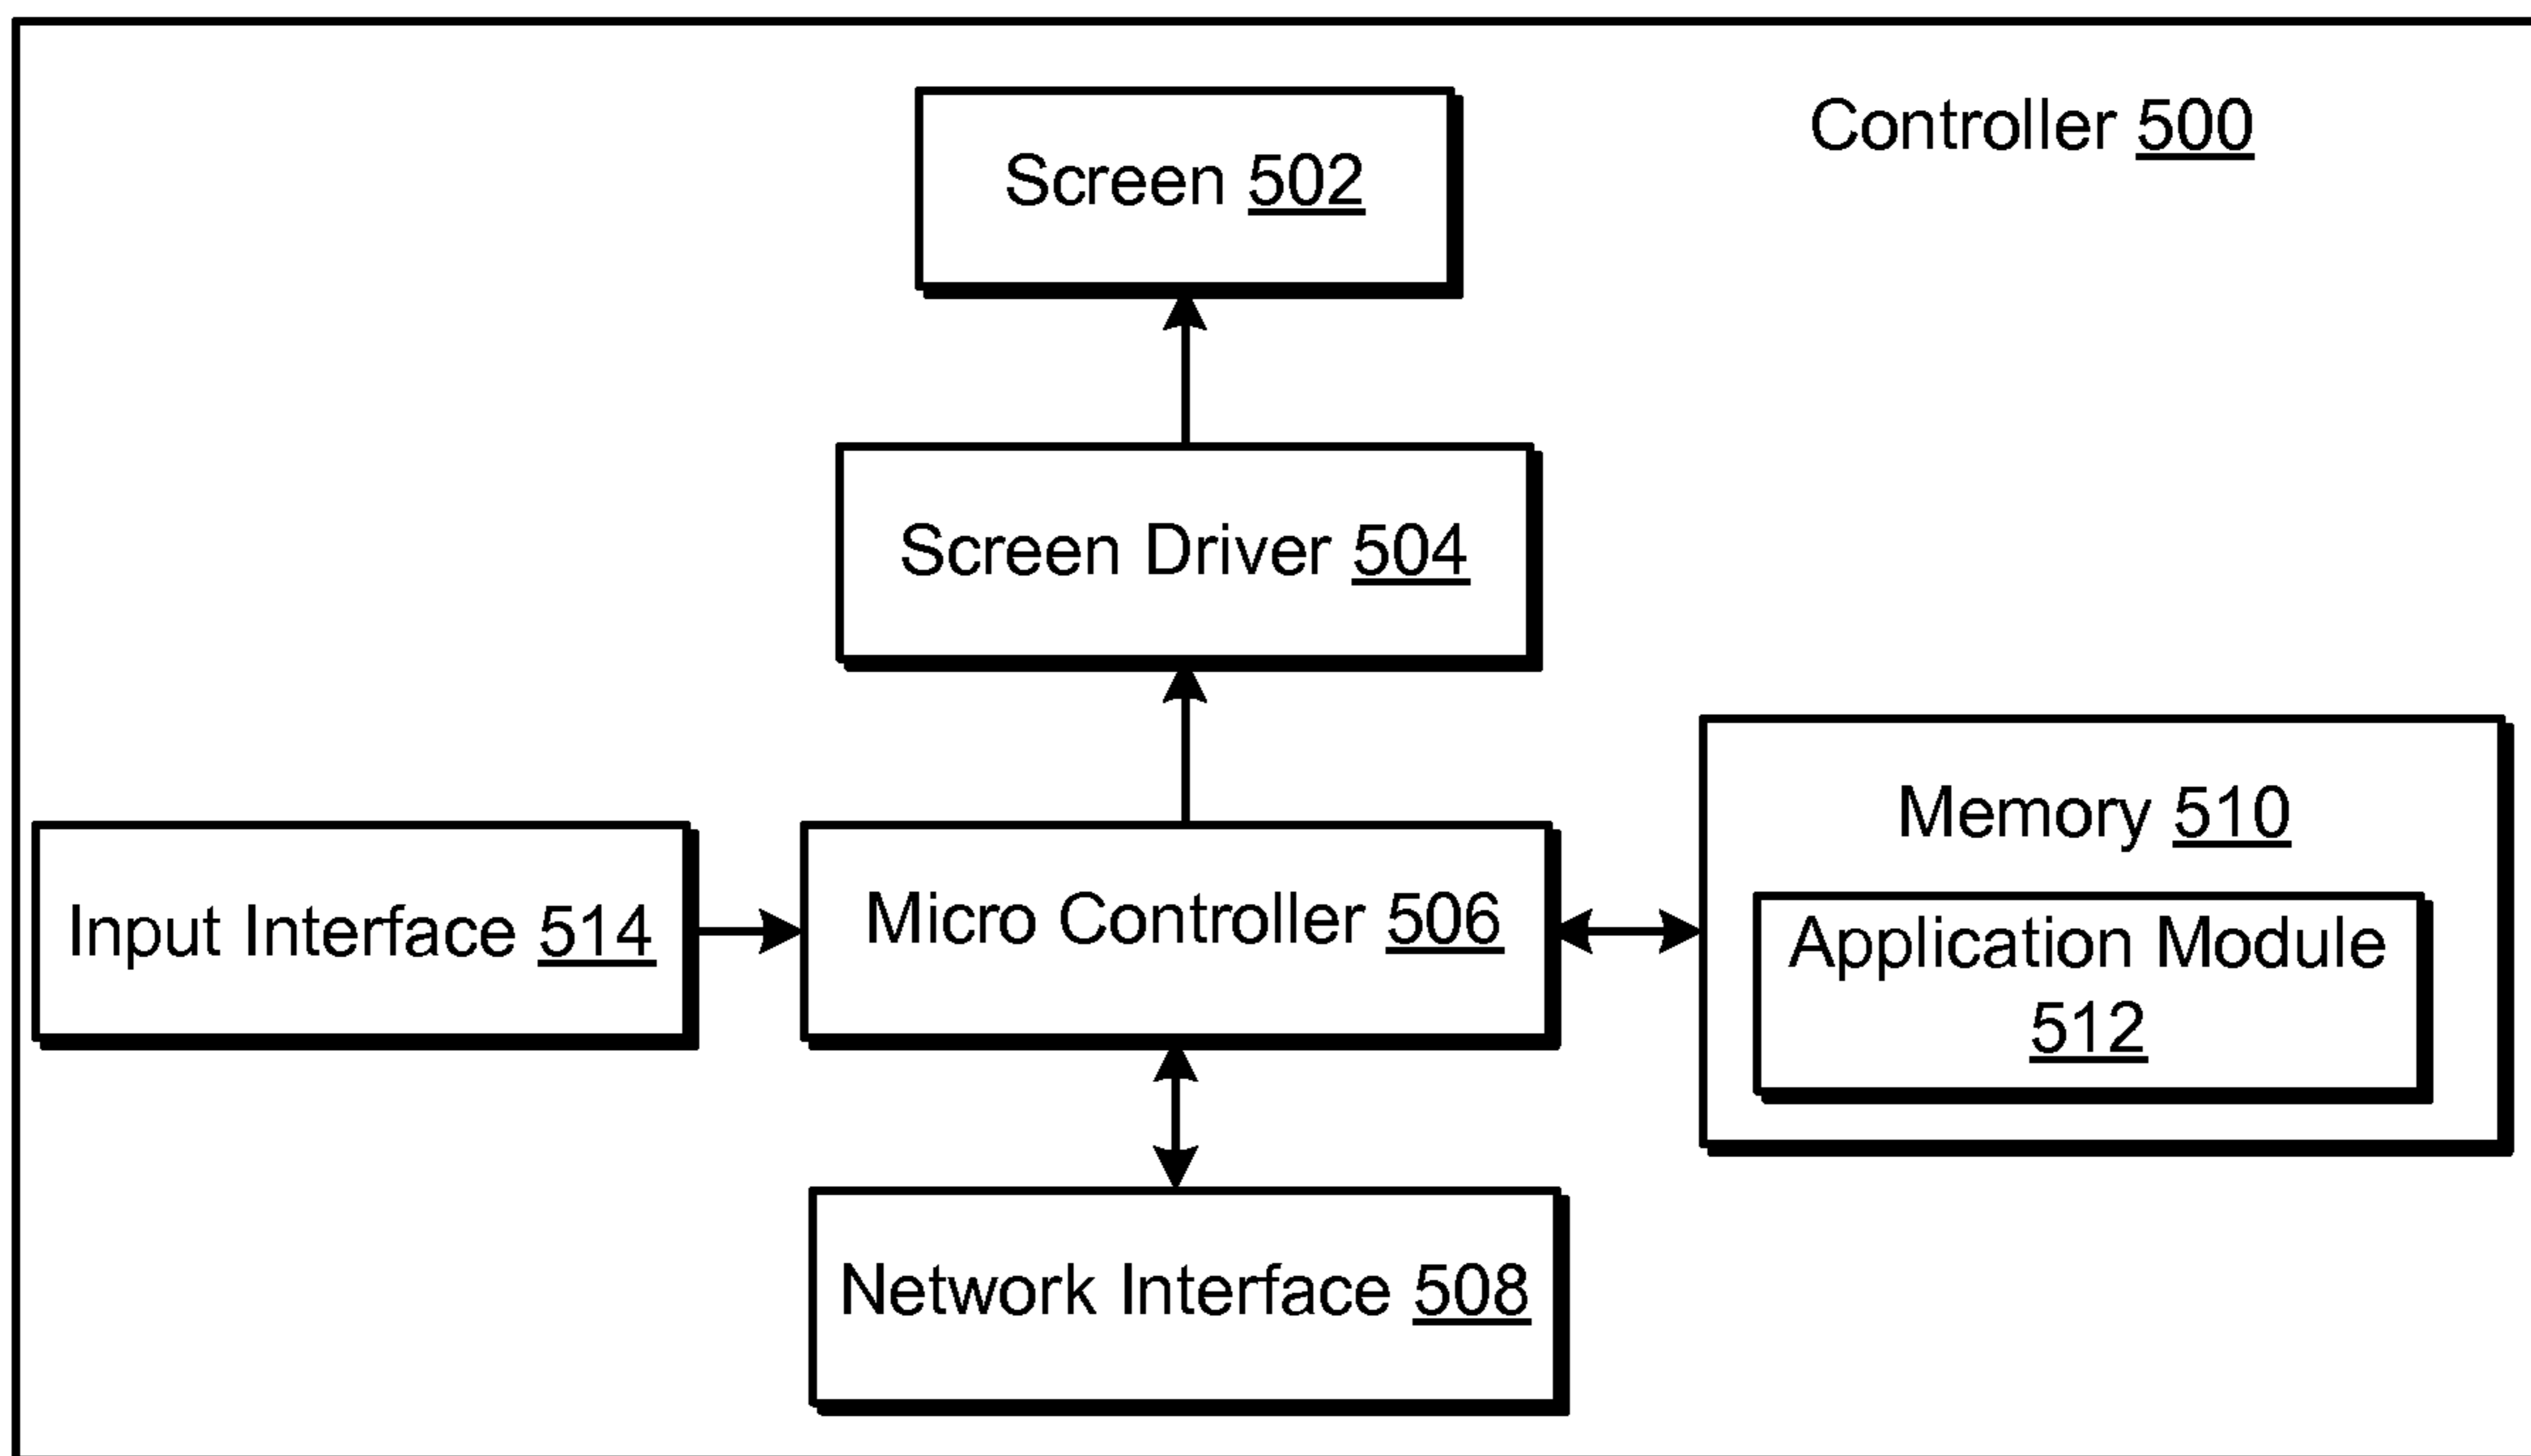 Controller 500
Screen 502
Screen Driver 504
Memory 510
Input Interface 514
Micro Controller 506
Application Module
512
Network Interface 508